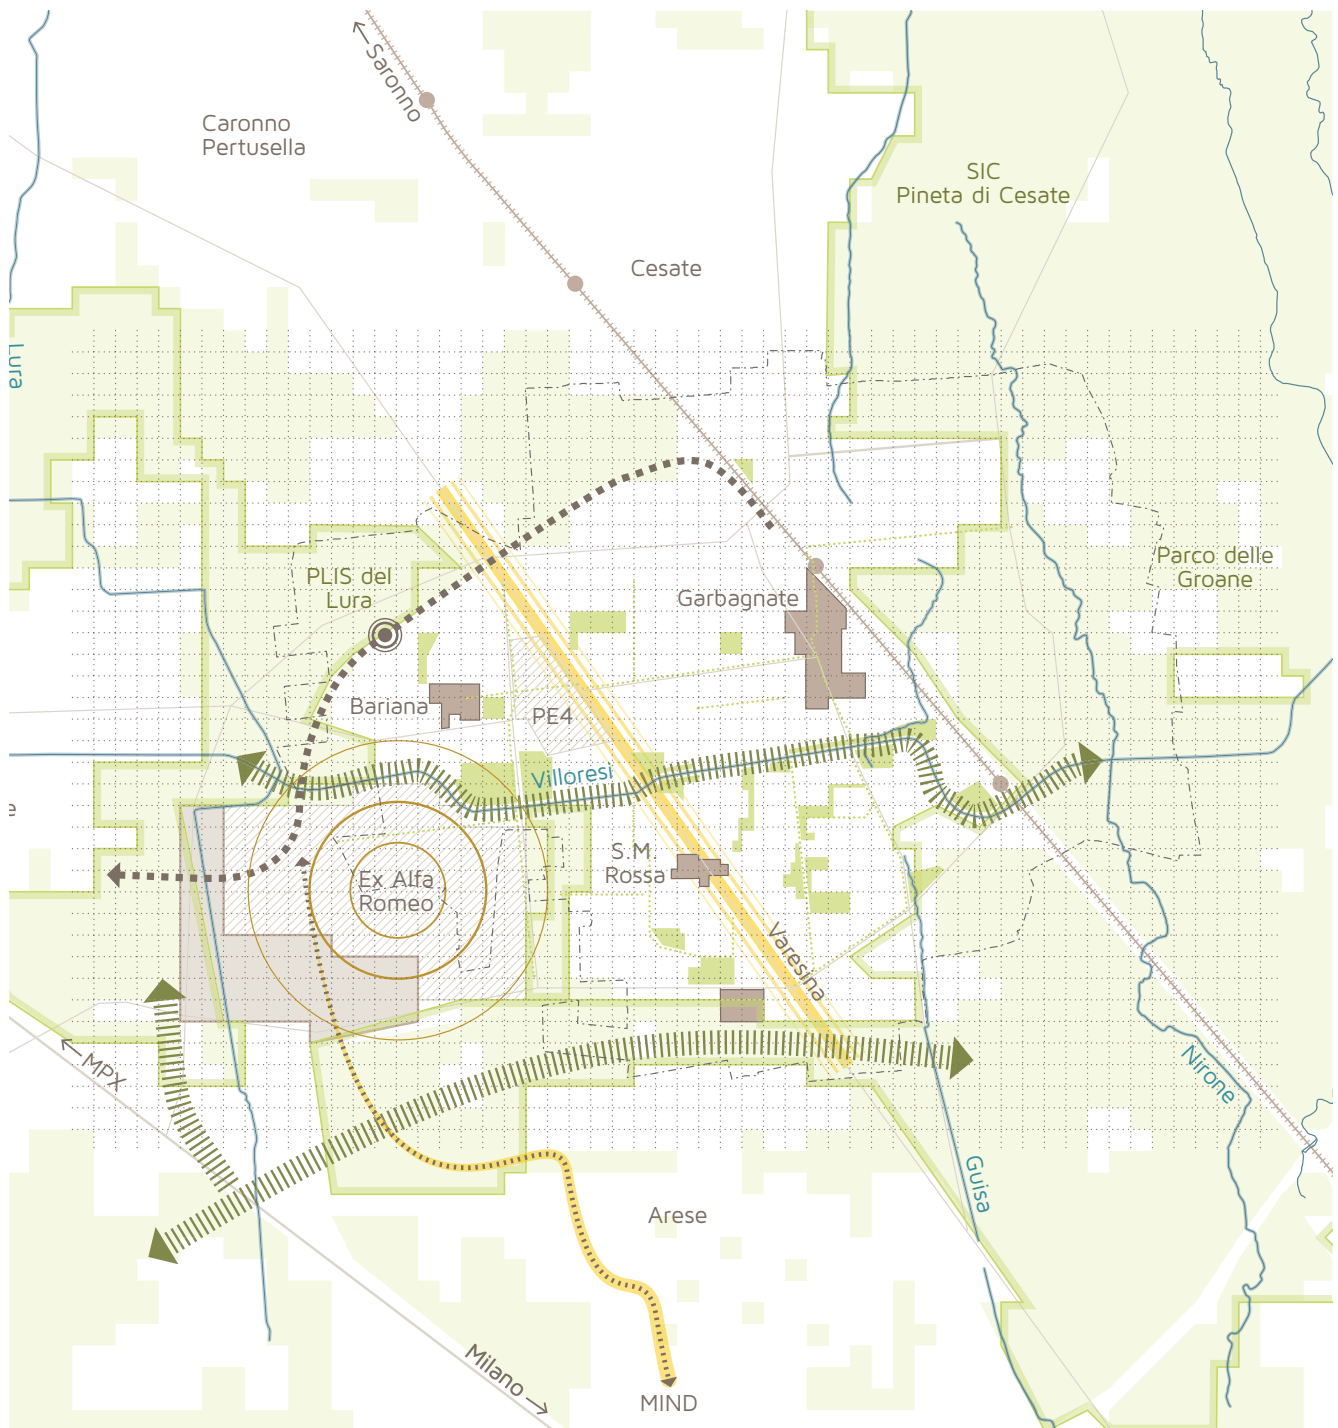 ← Saronno
Caronno
Pertusella
SIC
Pineta di Cesate
Cesate
Lura
PLIS del
Lura
Garbagnate
Parco delle
Groane
Bariana
PE4
Villoresi
e
S.M.
Rossa
Ex Alfa
Romeo
Varesina
← MPX
Nirone
Guisa
Arese
Milano →
MIND